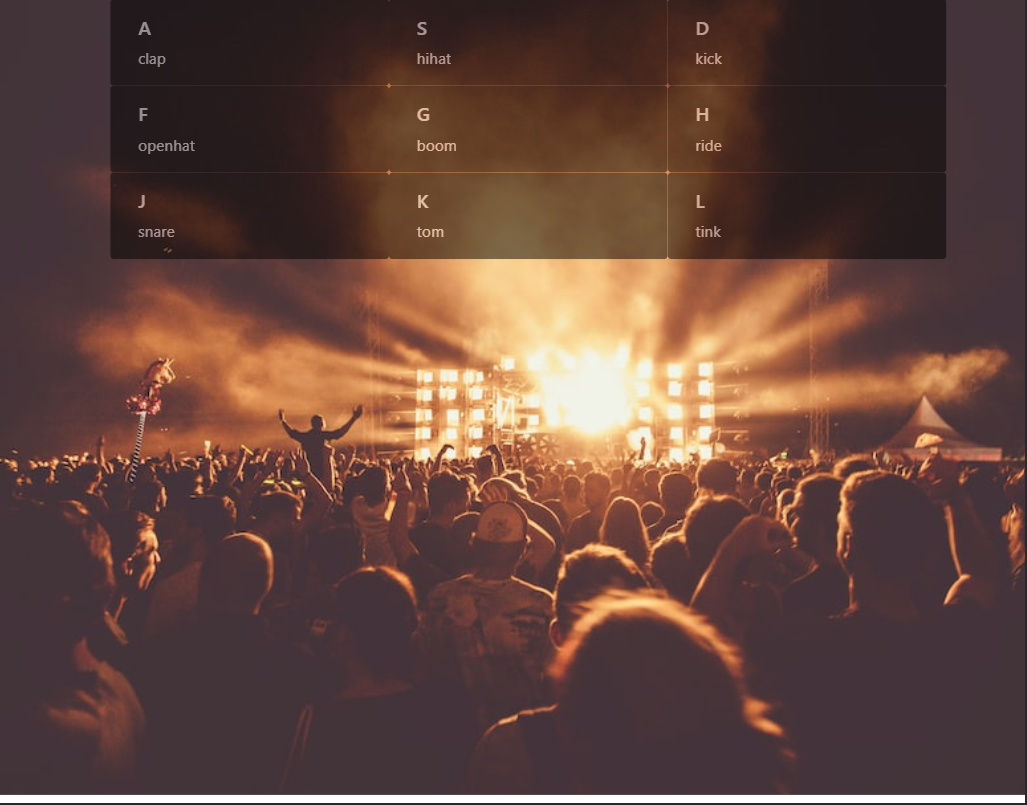 A
clap
S
hihat
D
kick
F
openhat
G
boom
H
ride
J
snare
K
tom
L
tink